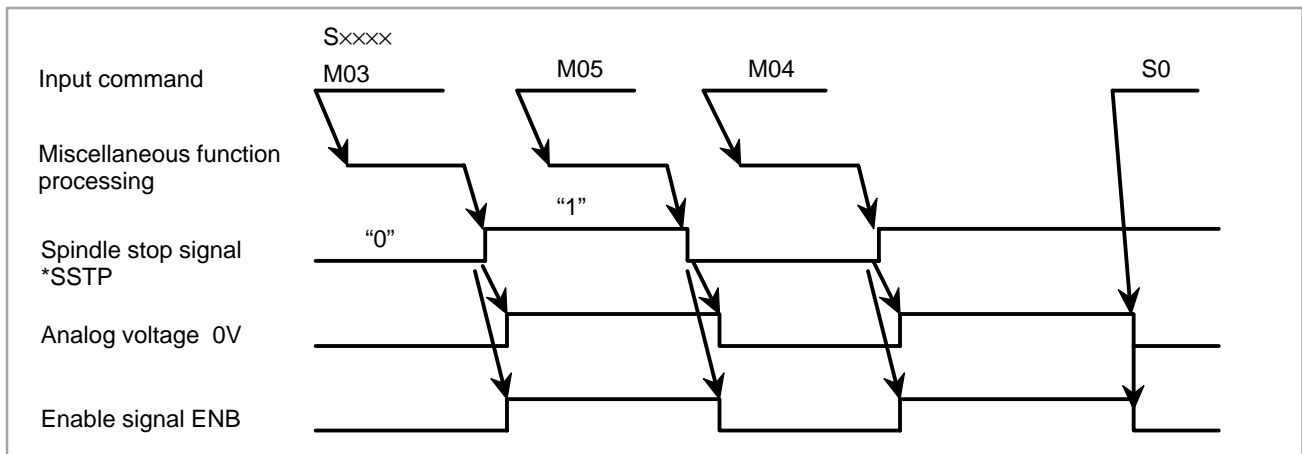 S××××
Input command
M03
M05
M04
S0
Miscellaneous function
processing
“1”
“0”
Spindle stop signal
*SSTP
Analog voltage 0V
Enable signal ENB